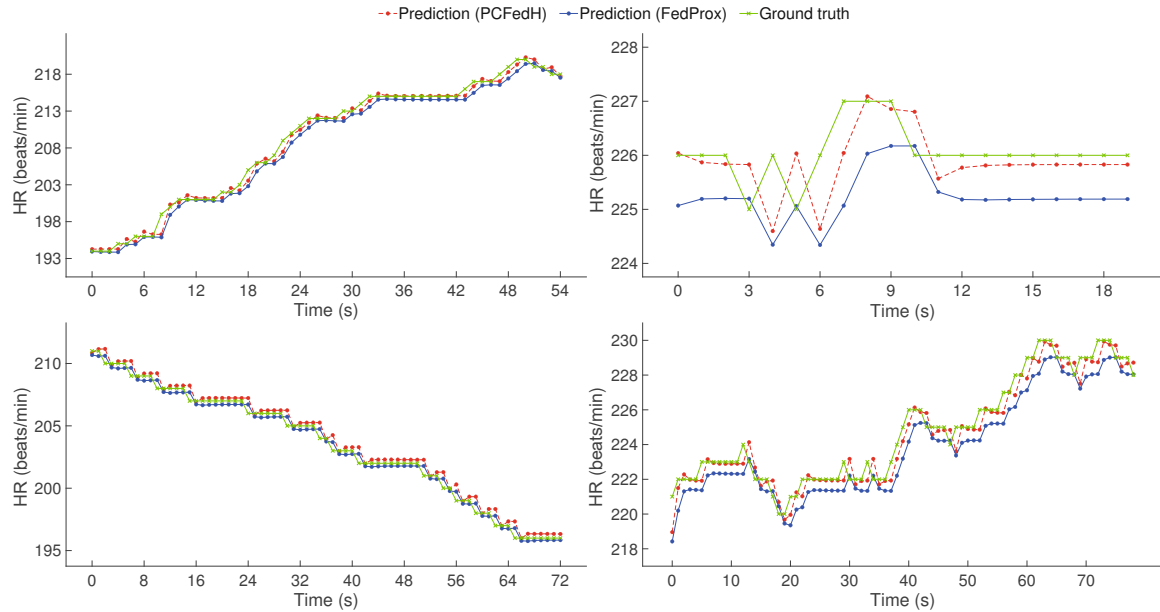 Prediction (PCFedH) Prediction (FedProx) Ground truth
218
213
208
203
198
193
HR (beats/min)
0 6 12 18 24 30 36 42 48 54
Time (s)
228
227
226
225
224
HR (beats/min)
0 3 6 9 12 15 18
Time (s)
210
205
200
195
HR (beats/min)
0 8 16 24 32 40 48 56 64 72
Time (s)
230
228
226
224
222
220
218
HR (beats/min)
0 10 20 30 40 50 60 70
Time (s)